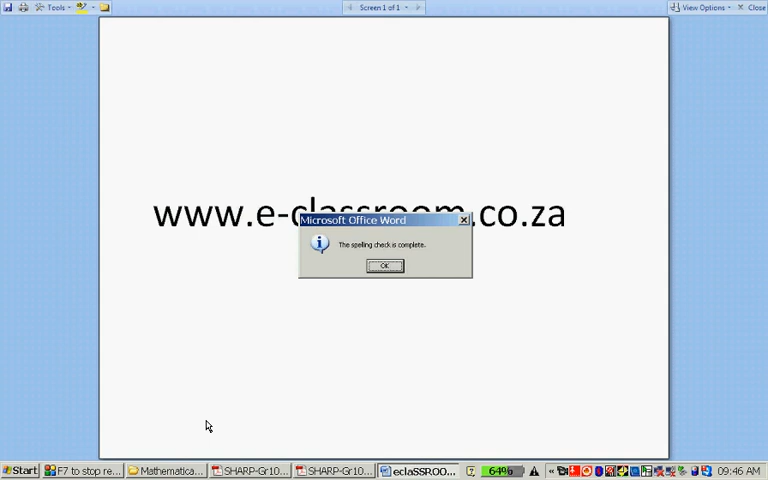 Tools
Screen 1 of 1
View Options
Close
www.e-classroom.co.za
Microsoft Office Word
The spelling check is complete.
OK
Start
F7 to stop re...
Mathematica...
SHARP-Gr10...
SHARP-Gr10...
eclaSSROO...
64%
09:46 AM